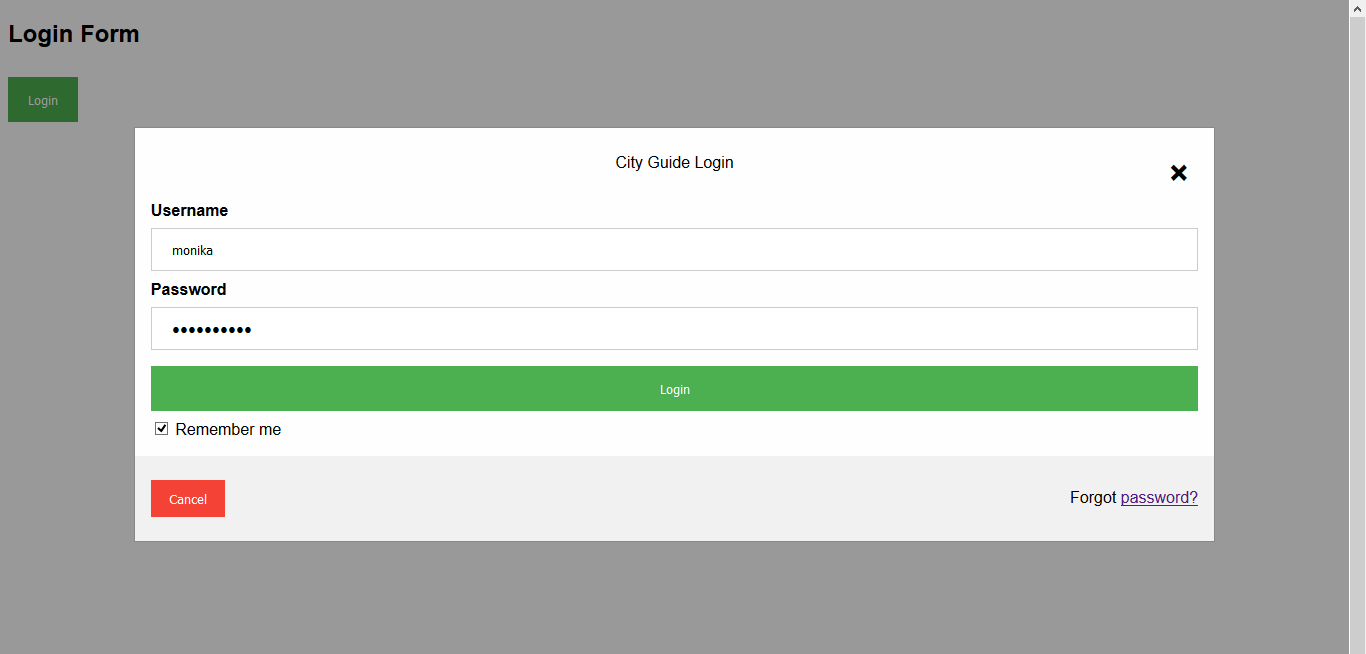 Login Form
Login
City Guide Login
Username
monika
Password
••••••••••
Login
Remember me
Cancel
Forgot password?